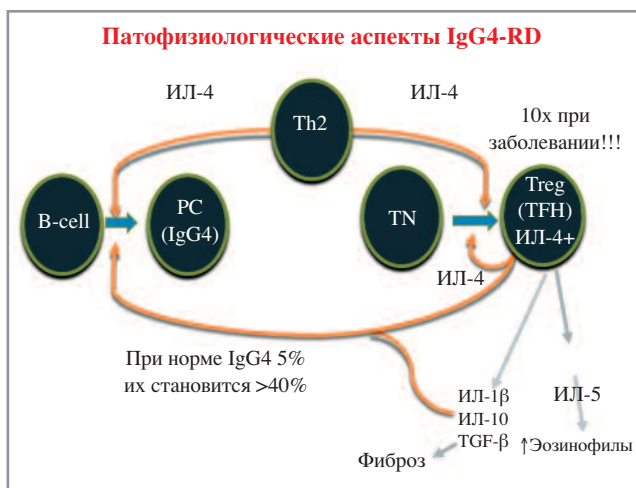 Патофизиологические аспекты IgG4-RD
ИЛ-4
ИЛ-4
Th2
10х при
заболевании!!!
B-cell
PC
(IgG4)
TN
Treg
(TFH)
ИЛ-4+
ИЛ-4
При норме IgG4 5%
их становится >40%
ИЛ-1β
ИЛ-10
TGF-β
ИЛ-5
Фиброз
↑Эозинофилы